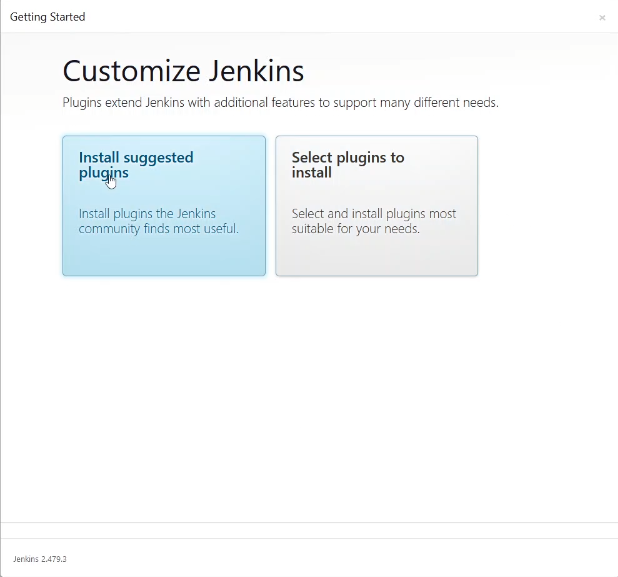 Getting Started
×
Customize Jenkins
Plugins extend Jenkins with additional features to support many different needs.
Install suggested
plugins
Install plugins the Jenkins
community finds most useful.
Select plugins to
install
Select and install plugins most
suitable for your needs.
Jenkins 2.479.3